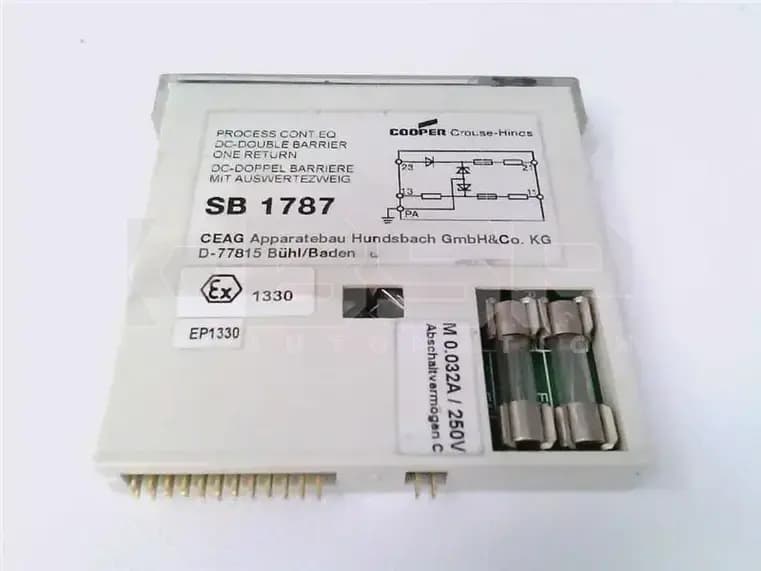 PROCESS CONT.EQ
DC-DOUBLE BARRIER
ONE RETURN
DC-DOPPEL BARRIERE
MIT AUSWERTEZWEIG
SB 1787
COOPER Crouse-Hinds
23
21
13
11
PA
CEAG Apparatebau Hundsbach GmbH&Co. KG
D-77815 Bühl/Baden
Ex 1330
EP1330
M 0.032A / 250V
Abschaltvermögen C